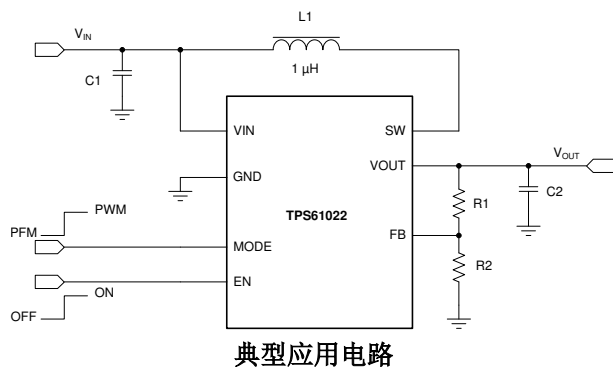 L1
VIN
1 µH
C1
VIN
SW
VOUT
VOUT
GND
R1
C2
TPS61022
PWM
PFM
FB
MODE
R2
EN
ON
OFF
典型应用电路